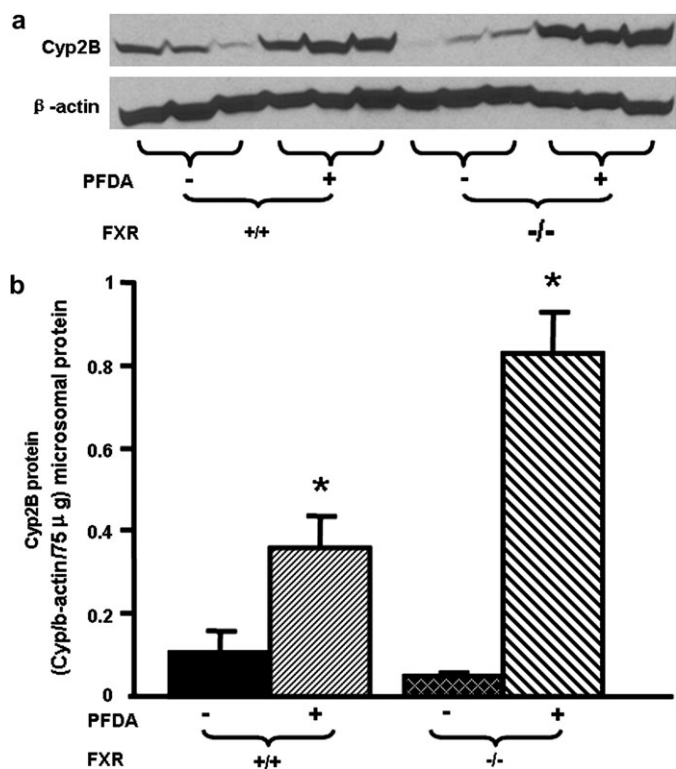 a
Cyp2B
β-actin
PFDA
- + - +
FXR
+/+ -/-
b
Cyp2B protein
(Cyp/b-actin/75 μg) microsomal protein
1
0.8
0.6
0.4
0.2
0
*
*
PFDA
- + - +
FXR
+/+ -/-